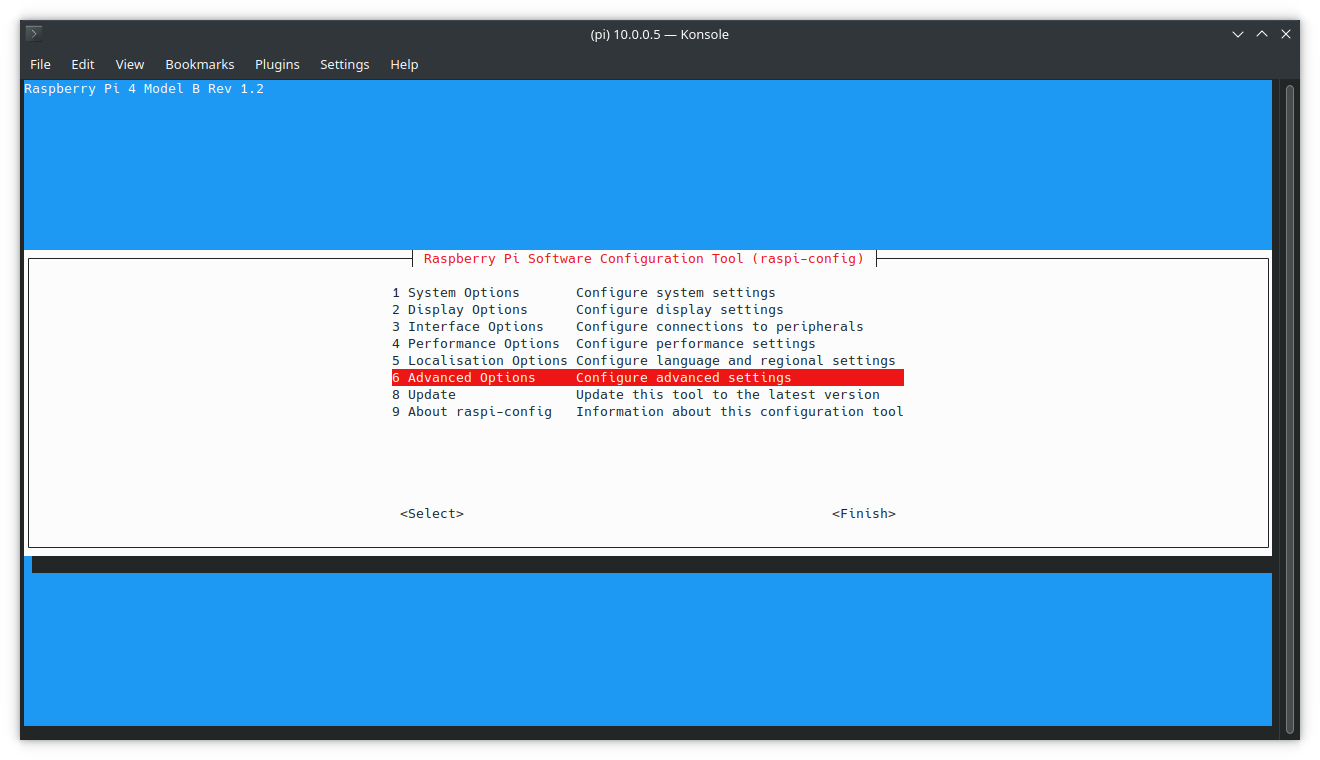 (pi) 10.0.0.5 — Konsole
File Edit View Bookmarks Plugins Settings Help
Raspberry Pi 4 Model B Rev 1.2
Raspberry Pi Software Configuration Tool (raspi-config)
1 System Options Configure system settings
2 Display Options Configure display settings
3 Interface Options Configure connections to peripherals
4 Performance Options Configure performance settings
5 Localisation Options Configure language and regional settings
6 Advanced Options Configure advanced settings
8 Update Update this tool to the latest version
9 About raspi-config Information about this configuration tool
<Select> <Finish>